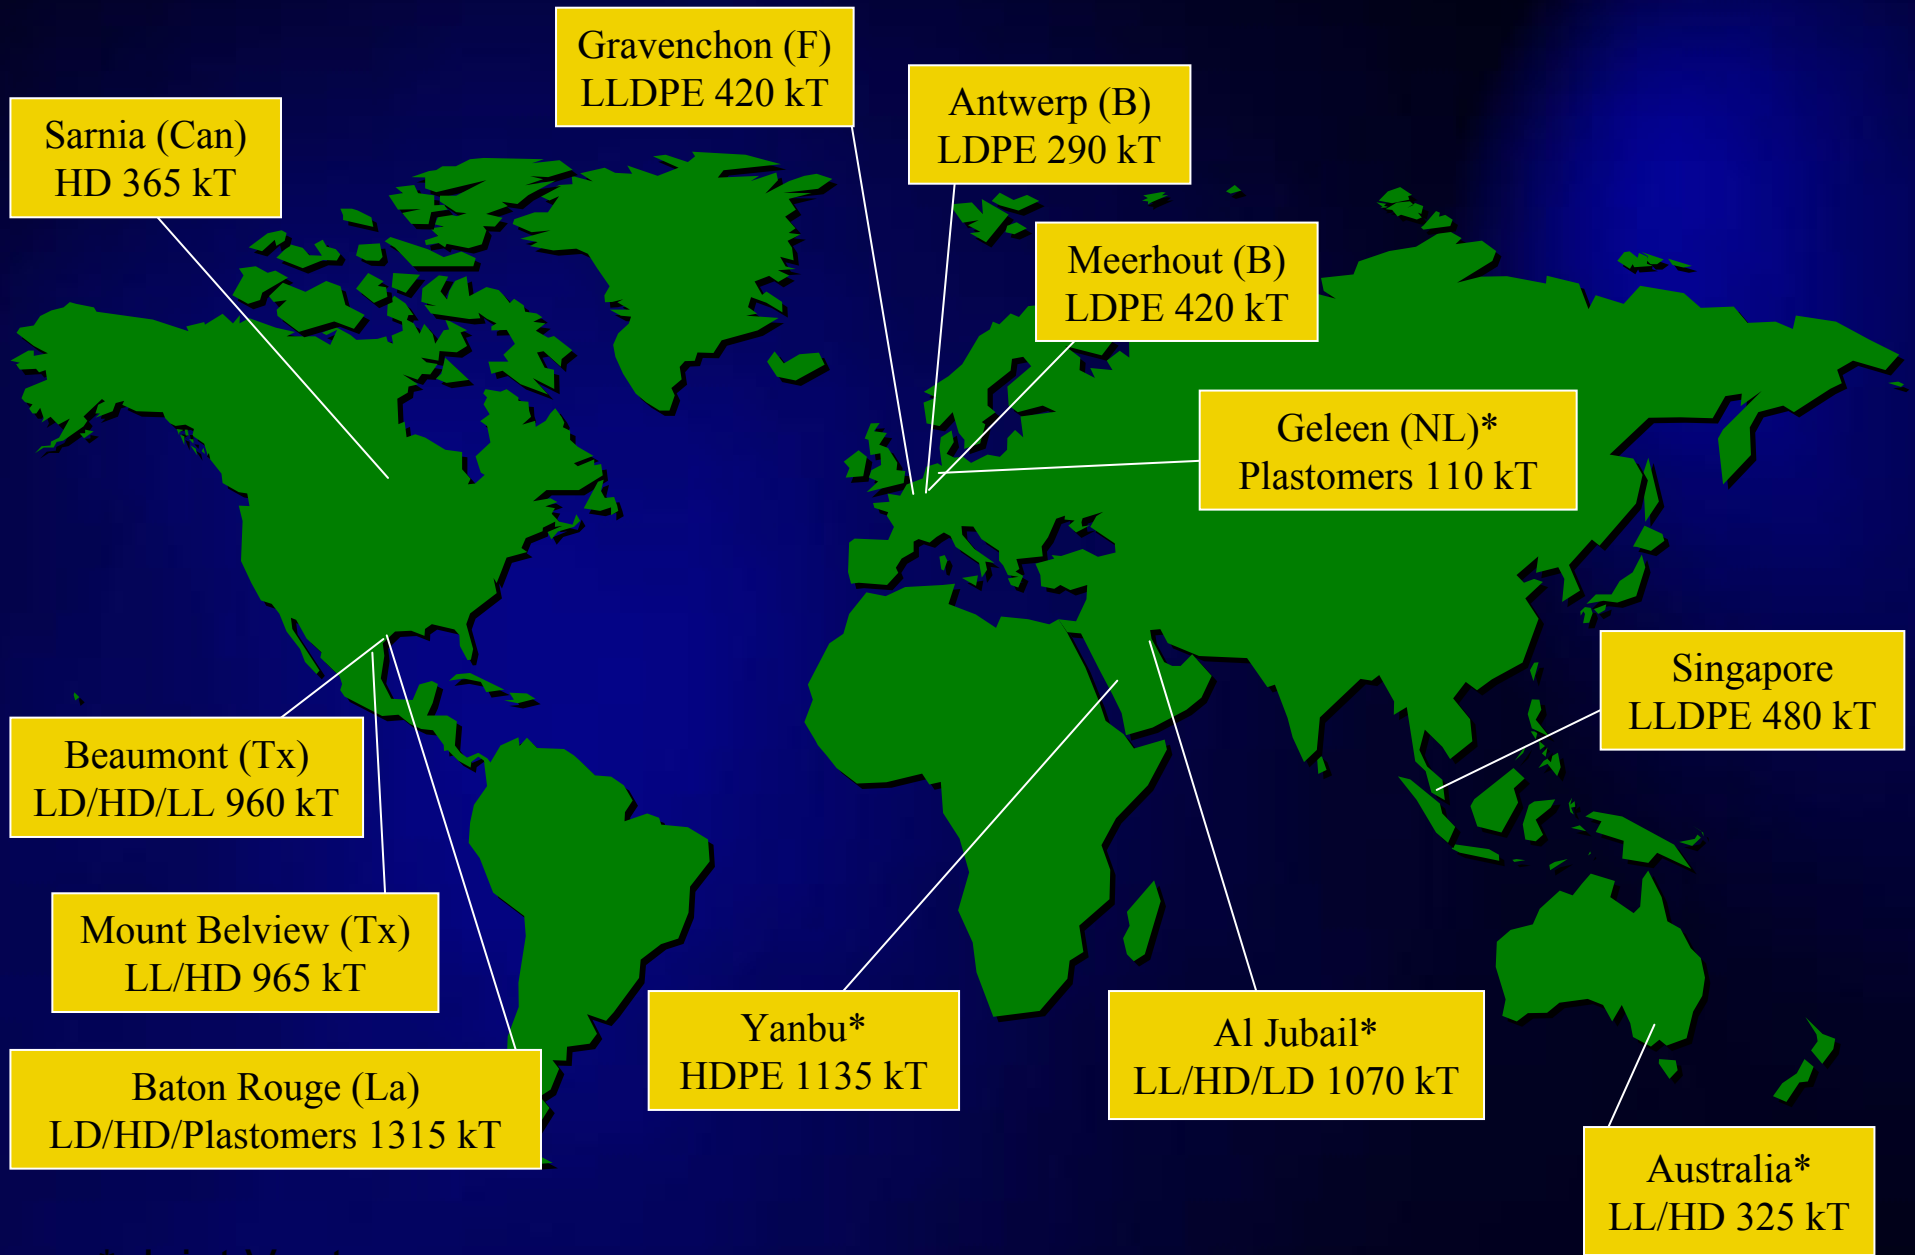 Gravenchon (F)
LLDPE 420 kT
Antwerp (B)
LDPE 290 kT
Sarnia (Can)
HD 365 kT
Meerhout (B)
LDPE 420 kT
Geleen (NL)*
Plastomers 110 kT
Singapore
LLDPE 480 kT
Beaumont (Tx)
LD/HD/LL 960 kT
Mount Belview (Tx)
LL/HD 965 kT
Yanbu*
HDPE 1135 kT
Al Jubail*
LL/HD/LD 1070 kT
Baton Rouge (La)
LD/HD/Plastomers 1315 kT
Australia*
LL/HD 325 kT